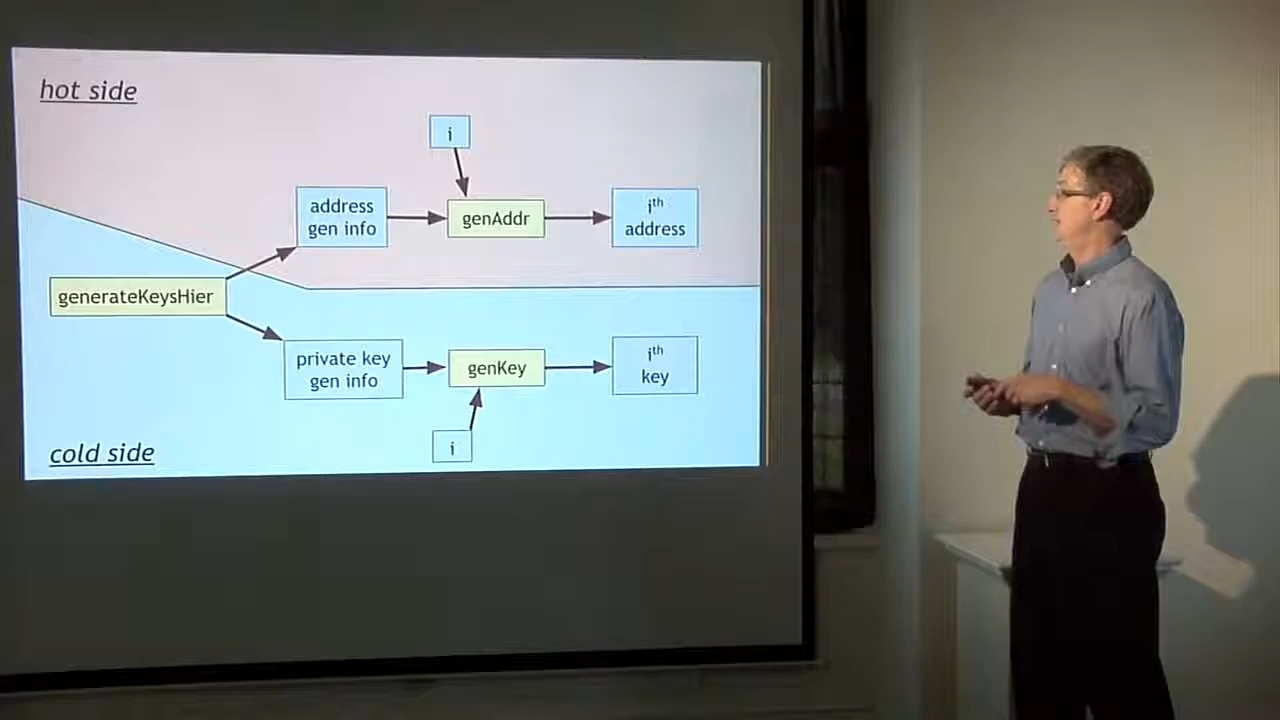 hot side
i
address
gen info
genAddr
iᵗʰ
address
generateKeysHier
private key
gen info
genKey
iᵗʰ
key
i
cold side